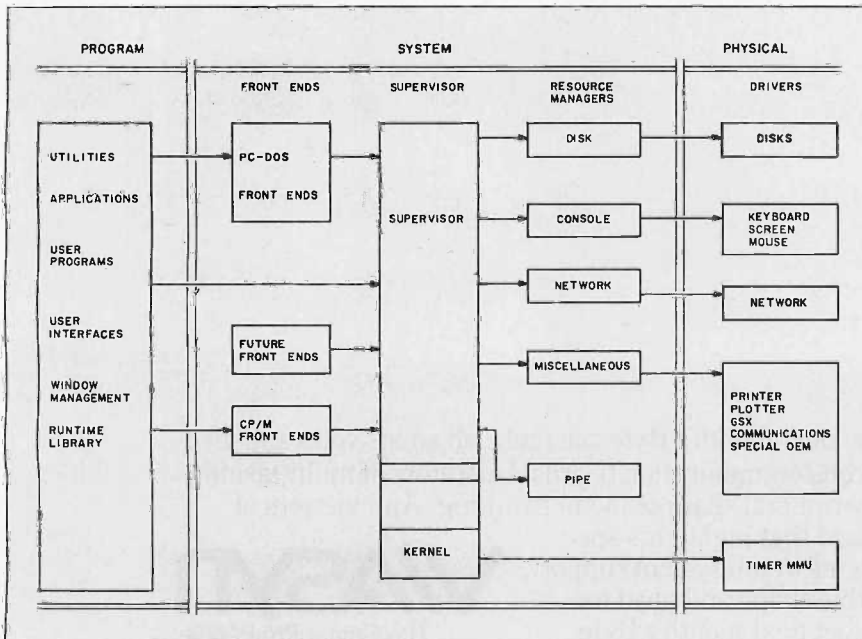 PROGRAM
SYSTEM
PHYSICAL
FRONT ENDS
SUPERVISOR
RESOURCE
MANAGERS
DRIVERS
UTILITIES
APPLICATIONS
USER
PROGRAMS
USER
INTERFACES
WINDOW
MANAGEMENT
RUNTIME
LIBRARY
PC-DOS
FRONT ENDS
FUTURE
FRONT ENDS
CP/M
FRONT ENDS
SUPERVISOR
KERNEL
DISK
CONSOLE
NETWORK
MISCELLANEOUS
PIPE
DISKS
KEYBOARD
SCREEN
MOUSE
NETWORK
PRINTER
PLOTTER
GSX
COMMUNICATIONS
SPECIAL OEM
TIMER MMU